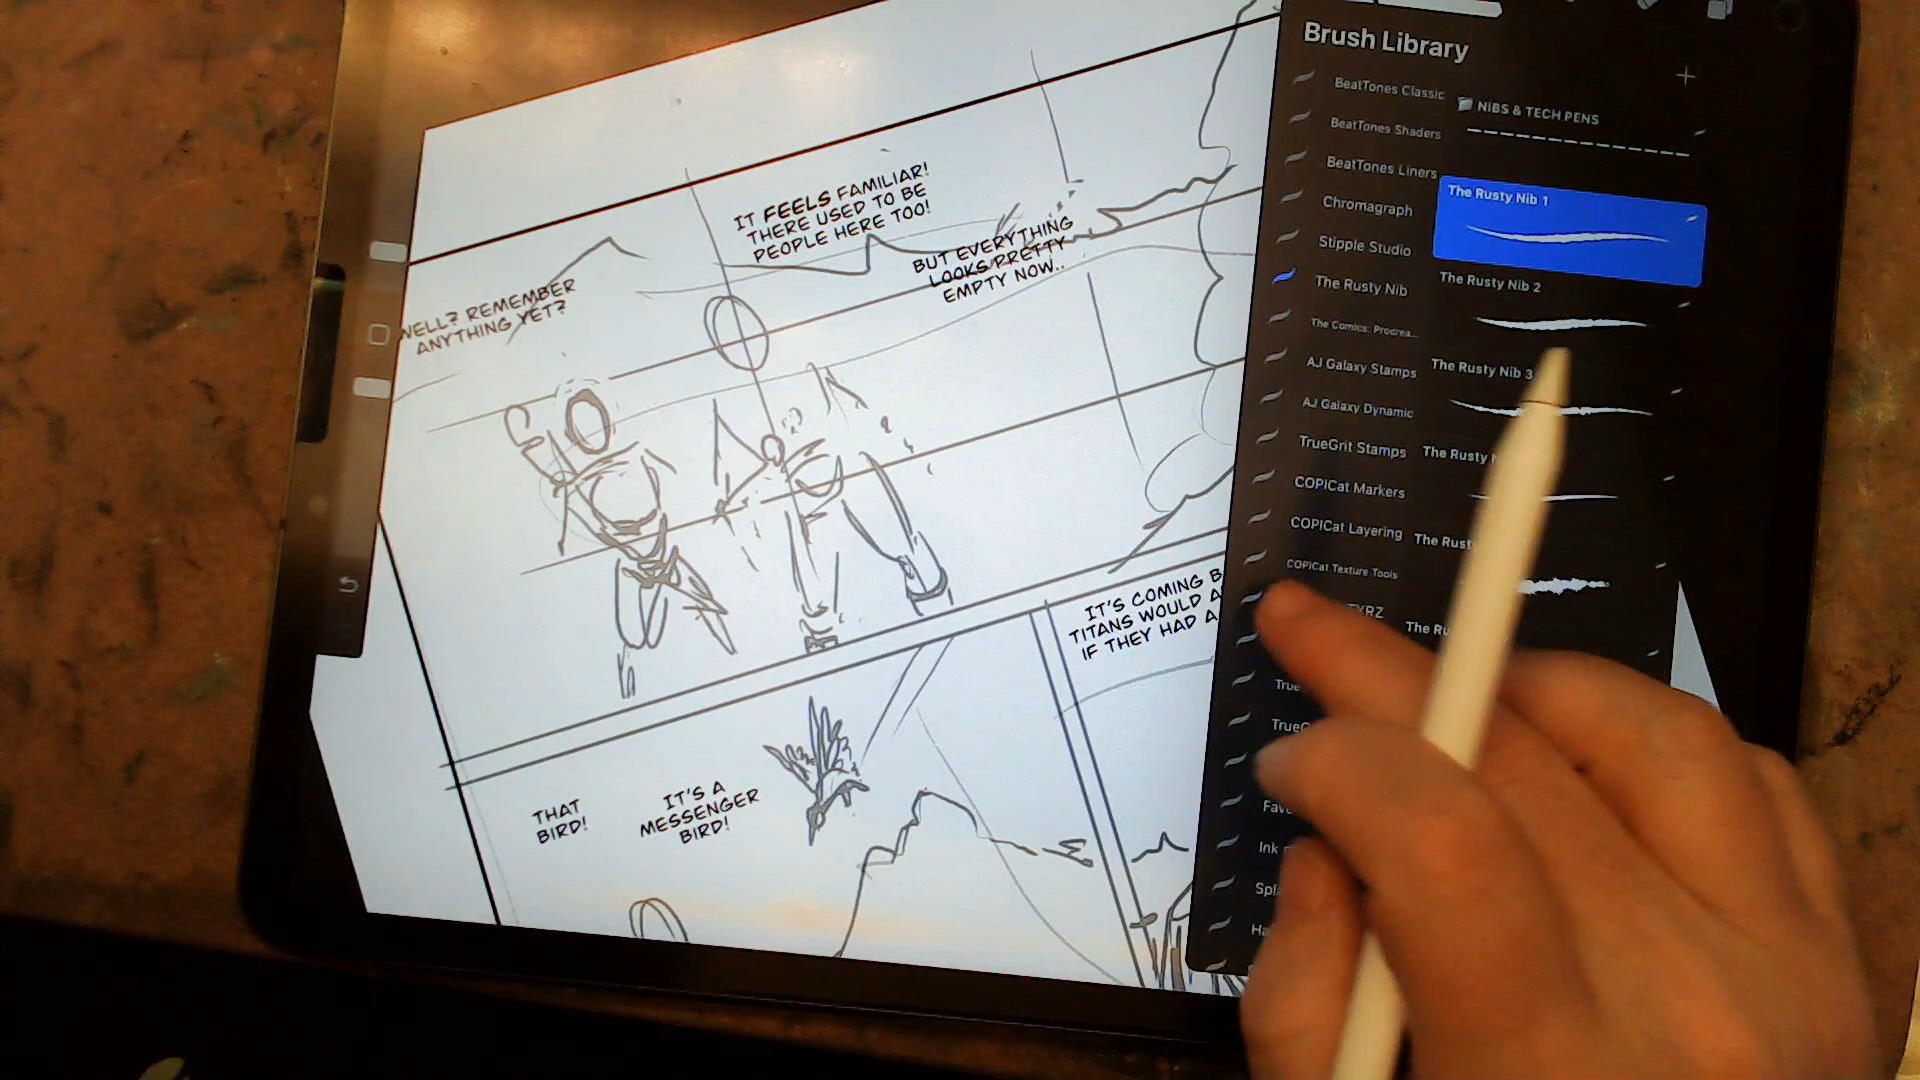 WELL? REMEMBER
ANYTHING YET?
IT FEELS FAMILIAR!
THERE USED TO BE
PEOPLE HERE TOO!
BUT EVERYTHING
LOOKS PRETTY
EMPTY NOW..
THAT
BIRD!
IT'S A
MESSENGER
BIRD!
IT'S COMING
TITANS WOULD
IF THEY HAD
Brush Library
BeatTones Classic
BeatTones Shaders
BeatTones Liners
Chromagraph
Stipple Studio
The Rusty Nib
The Comics: Procrea...
AJ Galaxy Stamps
AJ Galaxy Dynamic
TrueGrit Stamps
COPICat Markers
COPICat Layering
COPICat Texture Tools
Ink
NIBS & TECH PENS
The Rusty Nib 1
The Rusty Nib 2
The Rusty Nib 3
The Rusty
The Rust
The Ru